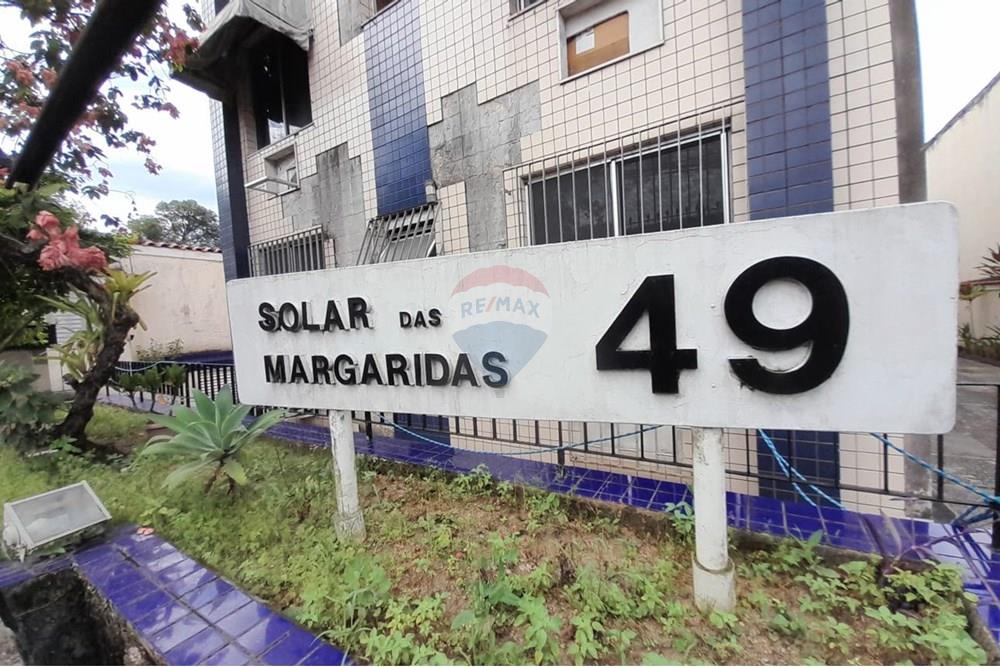 SOLAR DAS
MARGARIDAS
49
RE/MAX